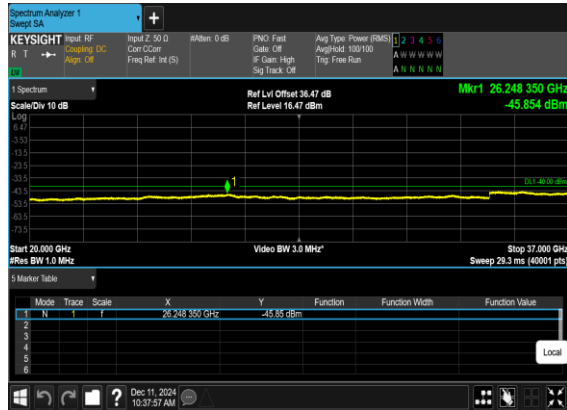 Spectrum Analyzer 1
Swept SA
+
KEYSIGHT Input: RF Input Z: 50 Ω #Atten: 0 dB PNO: Fast Avg Type: Power (RMS) 1 2 3 4 5 6
R T Coupling: DC Corr CCorr Gate: Off Avg|Hold: 100/100 A W W W W W
Align: Off Freq Ref: Int (S) IF Gain: High Trig: Free Run
Sig Track: Off A N N N N N
LW
1 Spectrum Ref Lvl Offset 36.47 dB Mkr1 26.248 350 GHz
Scale/Div 10 dB Ref Level 16.47 dBm -45.854 dBm
Log
6.47
-3.53
-13.5
-23.5
-33.5
DL1 -40.00 dBm
1
-43.5
-53.5
-63.5
-73.5
Start 20.000 GHz Video BW 3.0 MHz* Stop 37.000 GHz
#Res BW 1.0 MHz Sweep 29.3 ms (40001 pts)
5 Marker Table
Mode Trace Scale X Y Function Function Width Function Value
1 N 1 f 26.248 350 GHz -45.85 dBm
2
3
4
5
6
Local
? Dec 11, 2024
10:37:57 AM